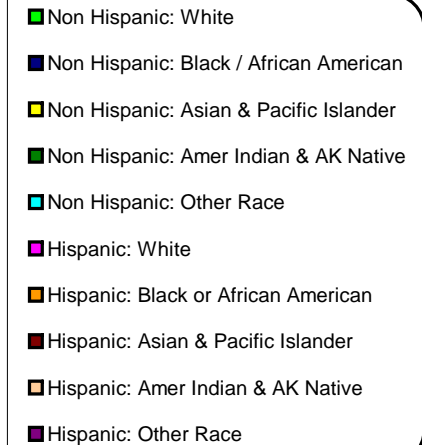 Non Hispanic: White
Non Hispanic: Black / African American
Non Hispanic: Asian & Pacific Islander
Non Hispanic: Amer Indian & AK Native
Non Hispanic: Other Race
Hispanic: White
Hispanic: Black or African American
Hispanic: Asian & Pacific Islander
Hispanic: Amer Indian & AK Native
Hispanic: Other Race